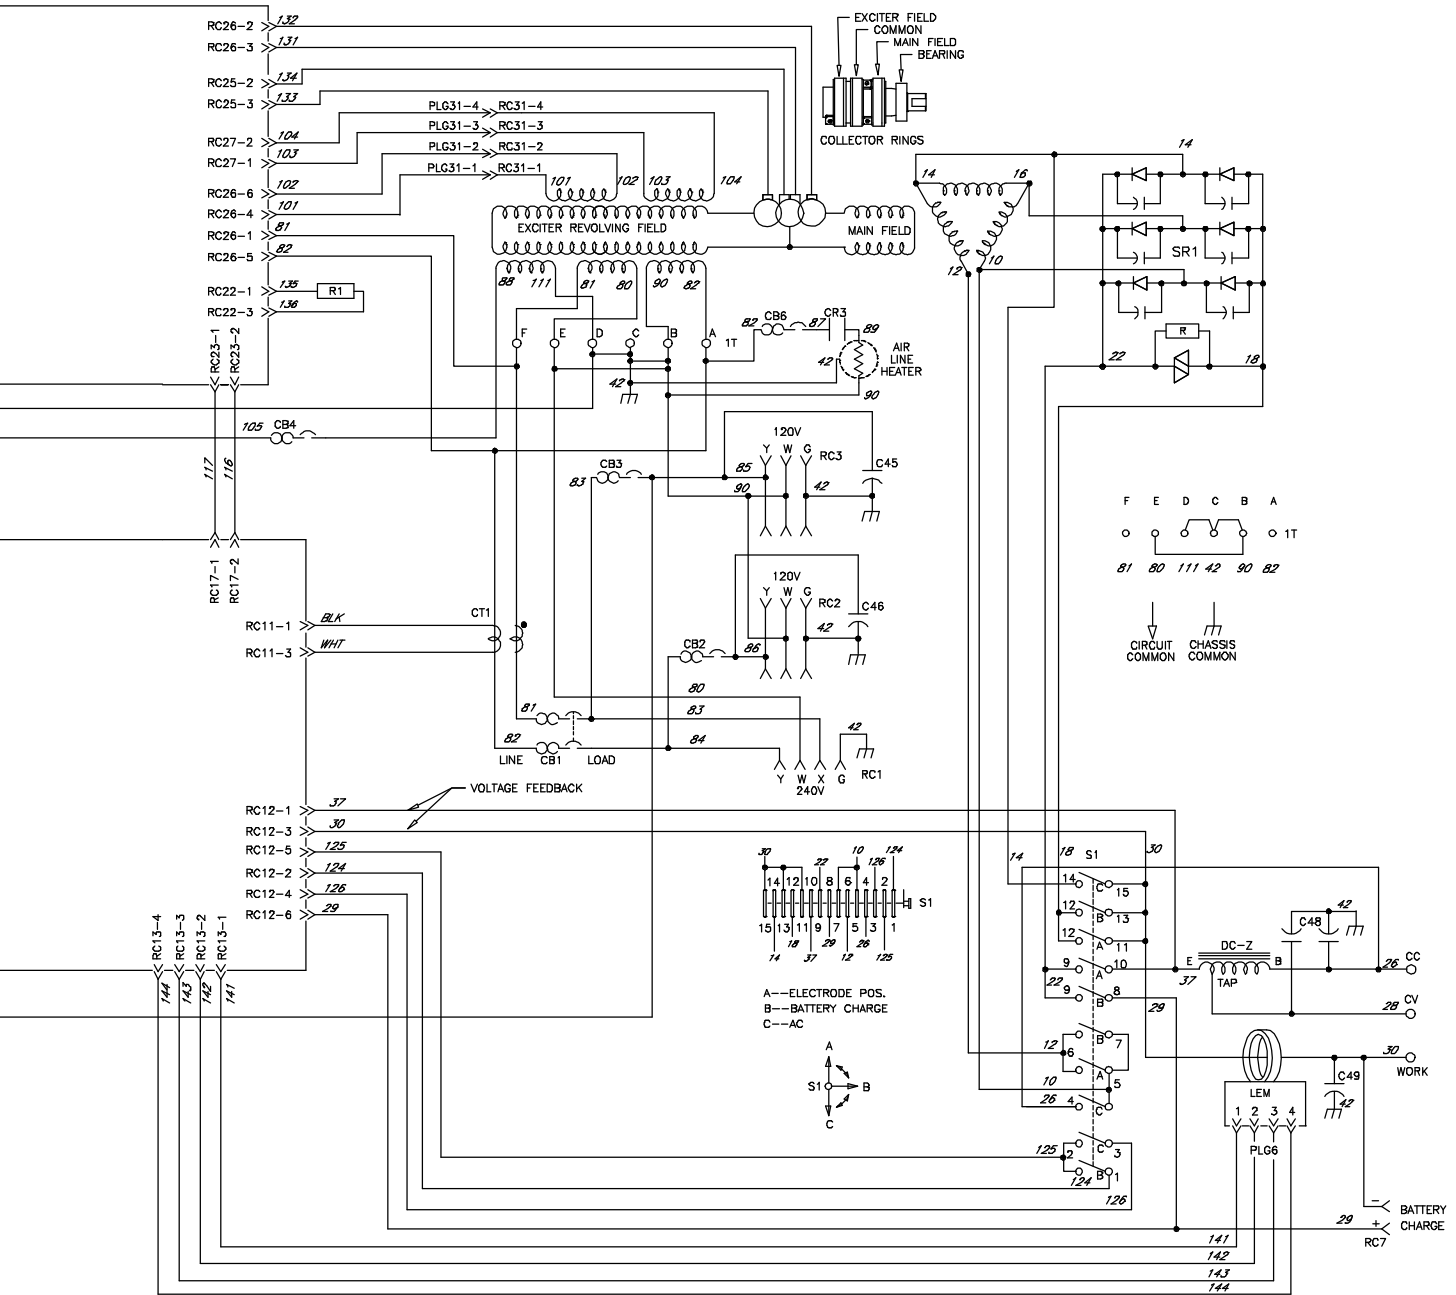 RC26-2 132
RC26-3 131
RC25-2 134
RC25-3 133
RC27-2 104
RC27-1 103
RC26-6 102
RC26-4 101
RC26-1 81
RC26-5 82
RC22-1 135 R1
RC22-3 136
RC23-1
RC23-2
PLG31-4 RC31-4
PLG31-3 RC31-3
PLG31-2 RC31-2
PLG31-1 RC31-1
EXCITER FIELD
COMMON
MAIN FIELD
BEARING
COLLECTOR RINGS
101 102 103 104
EXCITER REVOLVING FIELD
MAIN FIELD
88 111 81 80 90 82
F E D C B A 1T
42
82 CB6 87 CR3 89
42
AIR
LINE
HEATER
90
14 16
12 10
14
SR1
R
22 18
105 CB4
117 116
RC17-1
RC17-2
83 CB3
120V
Y W G RC3
85
90 42
C45
120V
Y W G RC2
42
86
C46
CB2
F E D C B A
1T
81 80 111 42 90 82
CIRCUIT
COMMON
CHASSIS
COMMON
RC11-1 BLK
RC11-3 WHT
CT1
80
81 83
82 84
LINE CB1 LOAD
42
Y W X G RC1
240V
VOLTAGE FEEDBACK
RC12-1 37
RC12-3 30
RC12-5 125
RC12-2 124
RC12-4 126
RC12-6 29
RC13-4
RC13-3
RC13-2
RC13-1
144
143
142
141
30 22 10 126 124
14 12 10 8 6 4 2
S1
15 13 11 9 7 5 3 1
14 18 37 29 12 26 125
A--ELECTRODE POS.
B--BATTERY CHARGE
C--AC
A
S1 B
C
14 18 S1 30
14 C 15
12 B 13
12 A 11
9 A 10
22
9 B 8
29
12 6 B 7
A
10 5
26 4 C
125 2 C 3
124 B 1
126
E DC-Z B
37 TAP
C48 42
26 CC
28 CV
30
WORK
C49
42
LEM
1 2 3 4
PLG6
-
BATTERY
29 + CHARGE
RC7
141
142
143
144